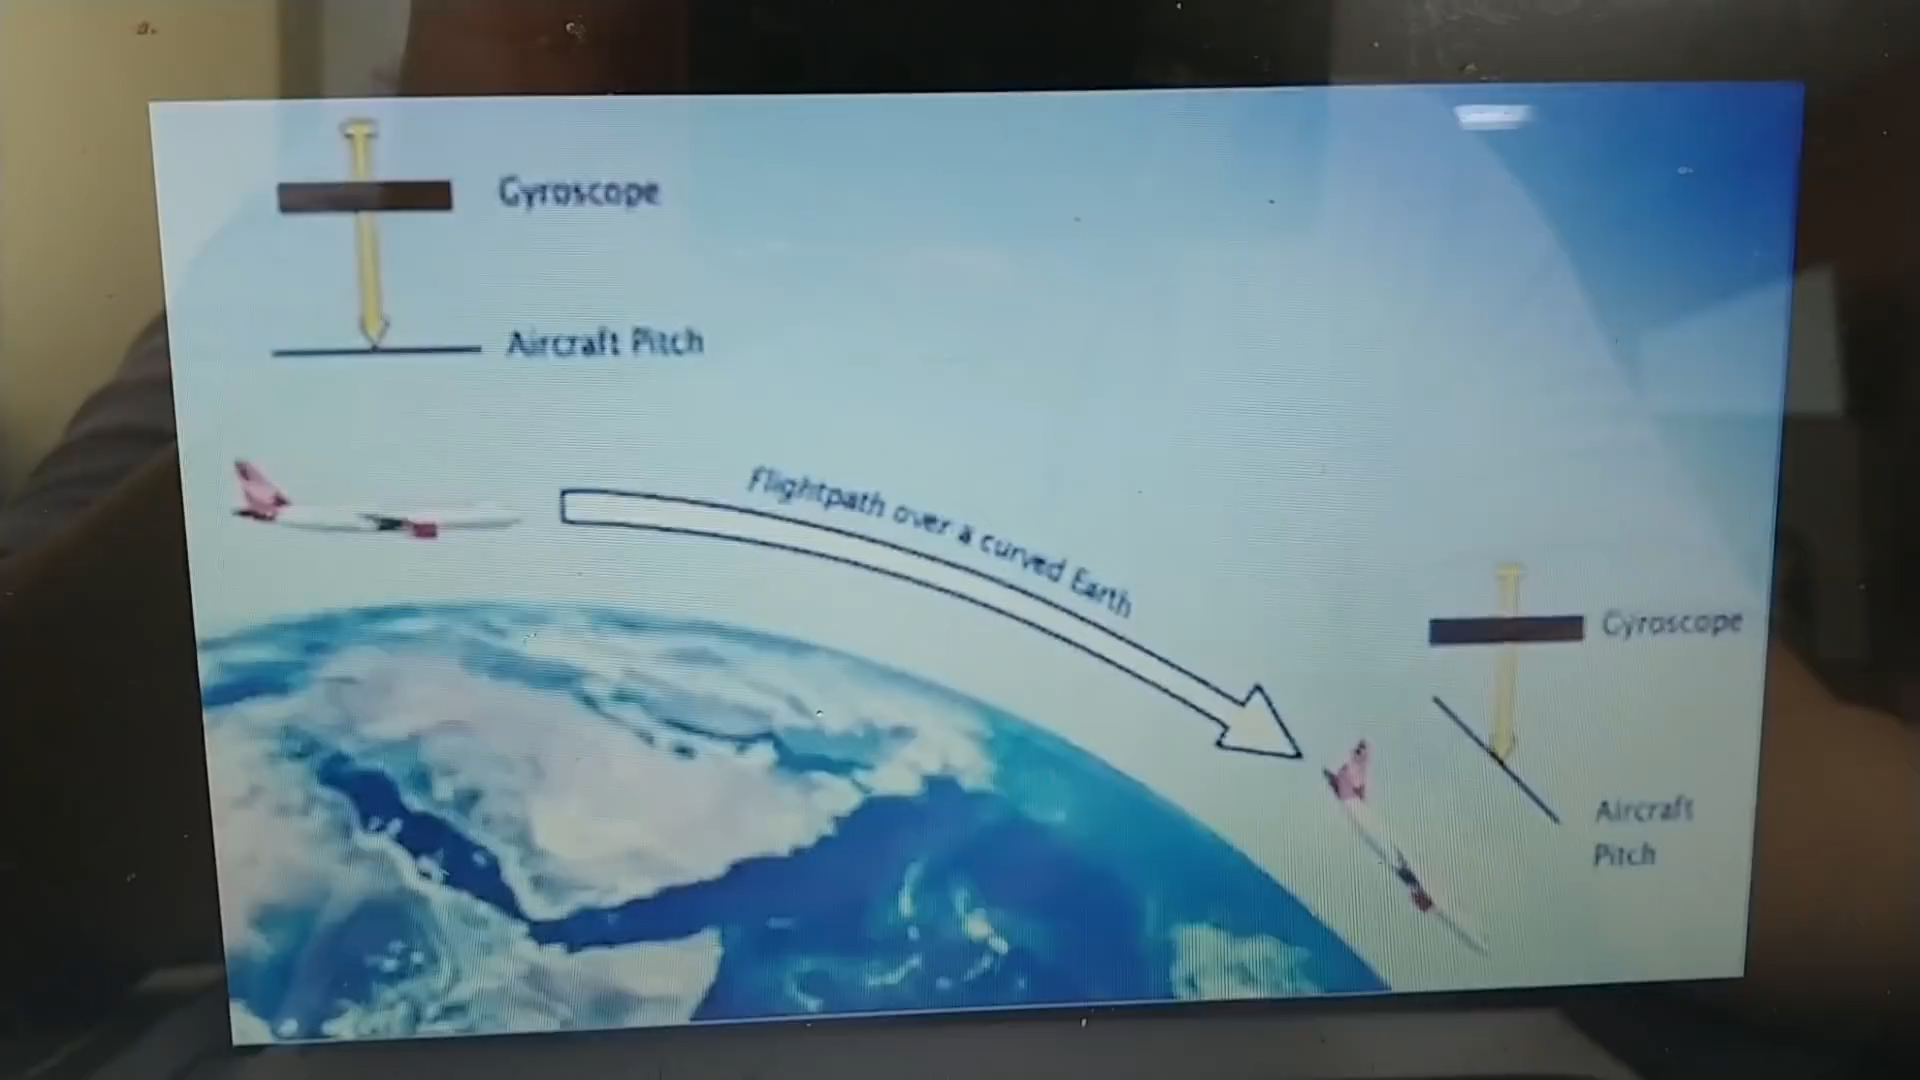 Gyroscope
Aircraft Pitch
Flightpath over a curved Earth
Gyroscope
Aircraft
Pitch